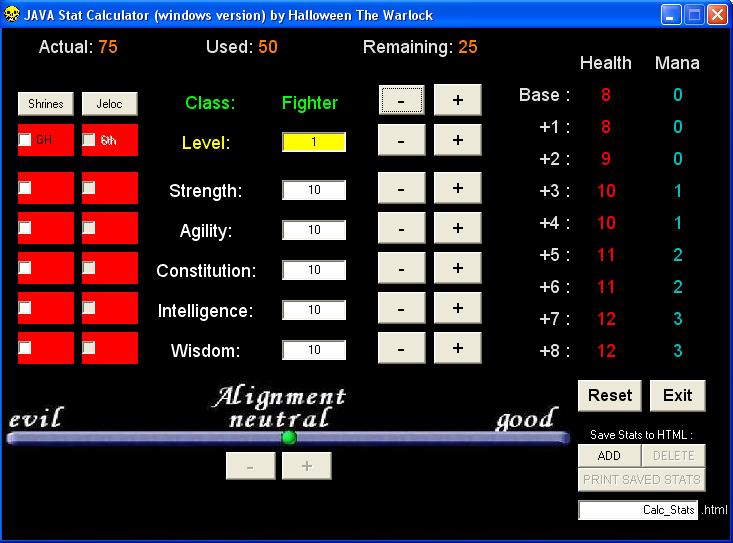 JAVA Stat Calculator (windows version) by Halloween The Warlock
Actual: 75 Used: 50 Remaining: 25
Health Mana
Shrines Jeloc Class: Fighter - + Base : 8 0
6th Level: 1 - + +1 : 8 0
+2 : 9 0
Strength: 10 - + +3 : 10 1
Agility: 10 - + +4 : 10 1
Constitution: 10 - + +5 : 11 2
Intelligence: 10 - + +6 : 11 2
+7 : 12 3
Wisdom: 10 - + +8 : 12 3
Alignment
evil neutral good
- +
Reset Exit
Save Stats to HTML :
ADD DELETE
PRINT SAVED STATS
Calc_Stats .html